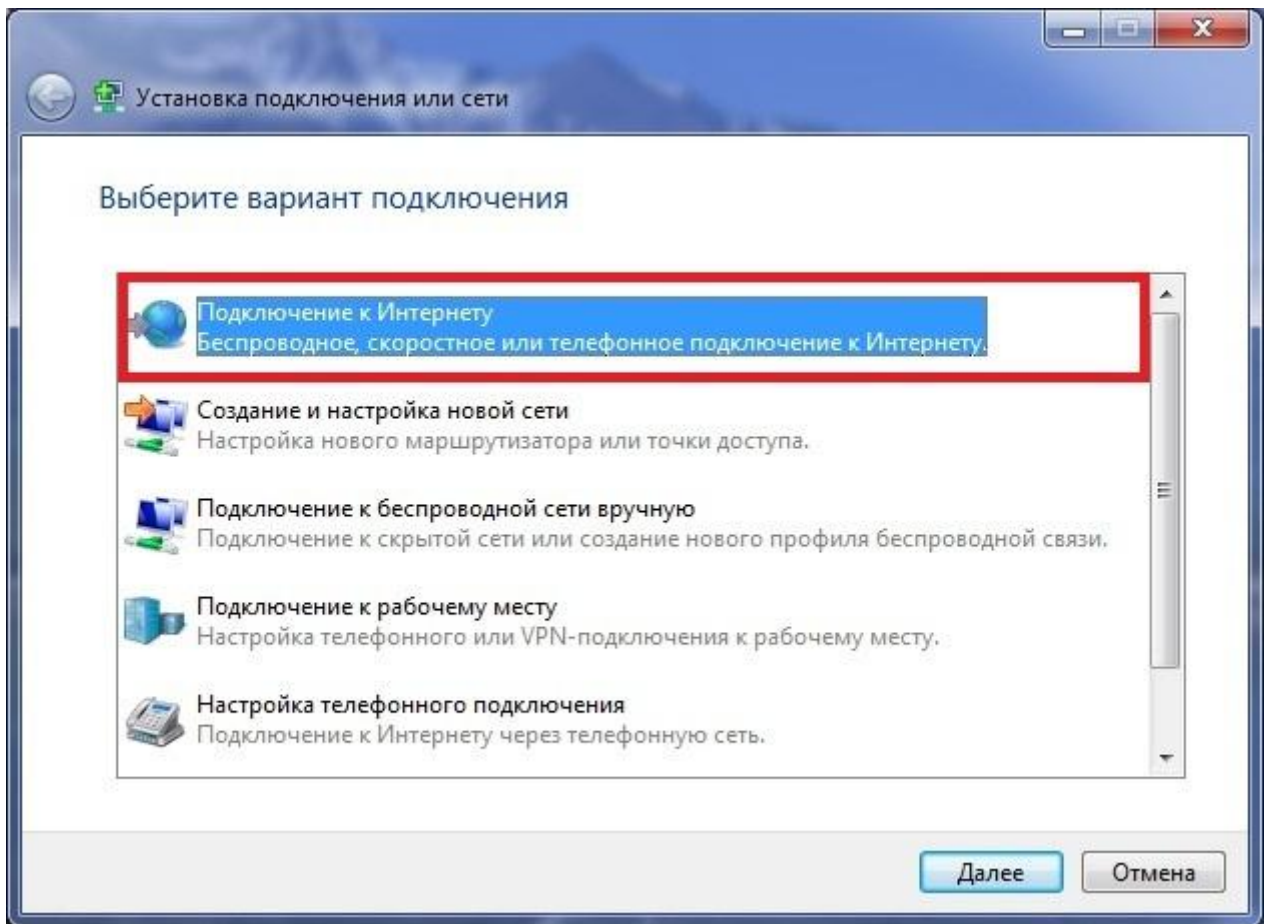 Установка подключения или сети
Выберите вариант подключения
Подключение к Интернету
Беспроводное, скоростное или телефонное подключение к Интернету.
Создание и настройка новой сети
Настройка нового маршрутизатора или точки доступа.
Подключение к беспроводной сети вручную
Подключение к скрытой сети или создание нового профиля беспроводной связи.
Подключение к рабочему месту
Настройка телефонного или VPN-подключения к рабочему месту.
Настройка телефонного подключения
Подключение к Интернету через телефонную сеть.
Далее
Отмена